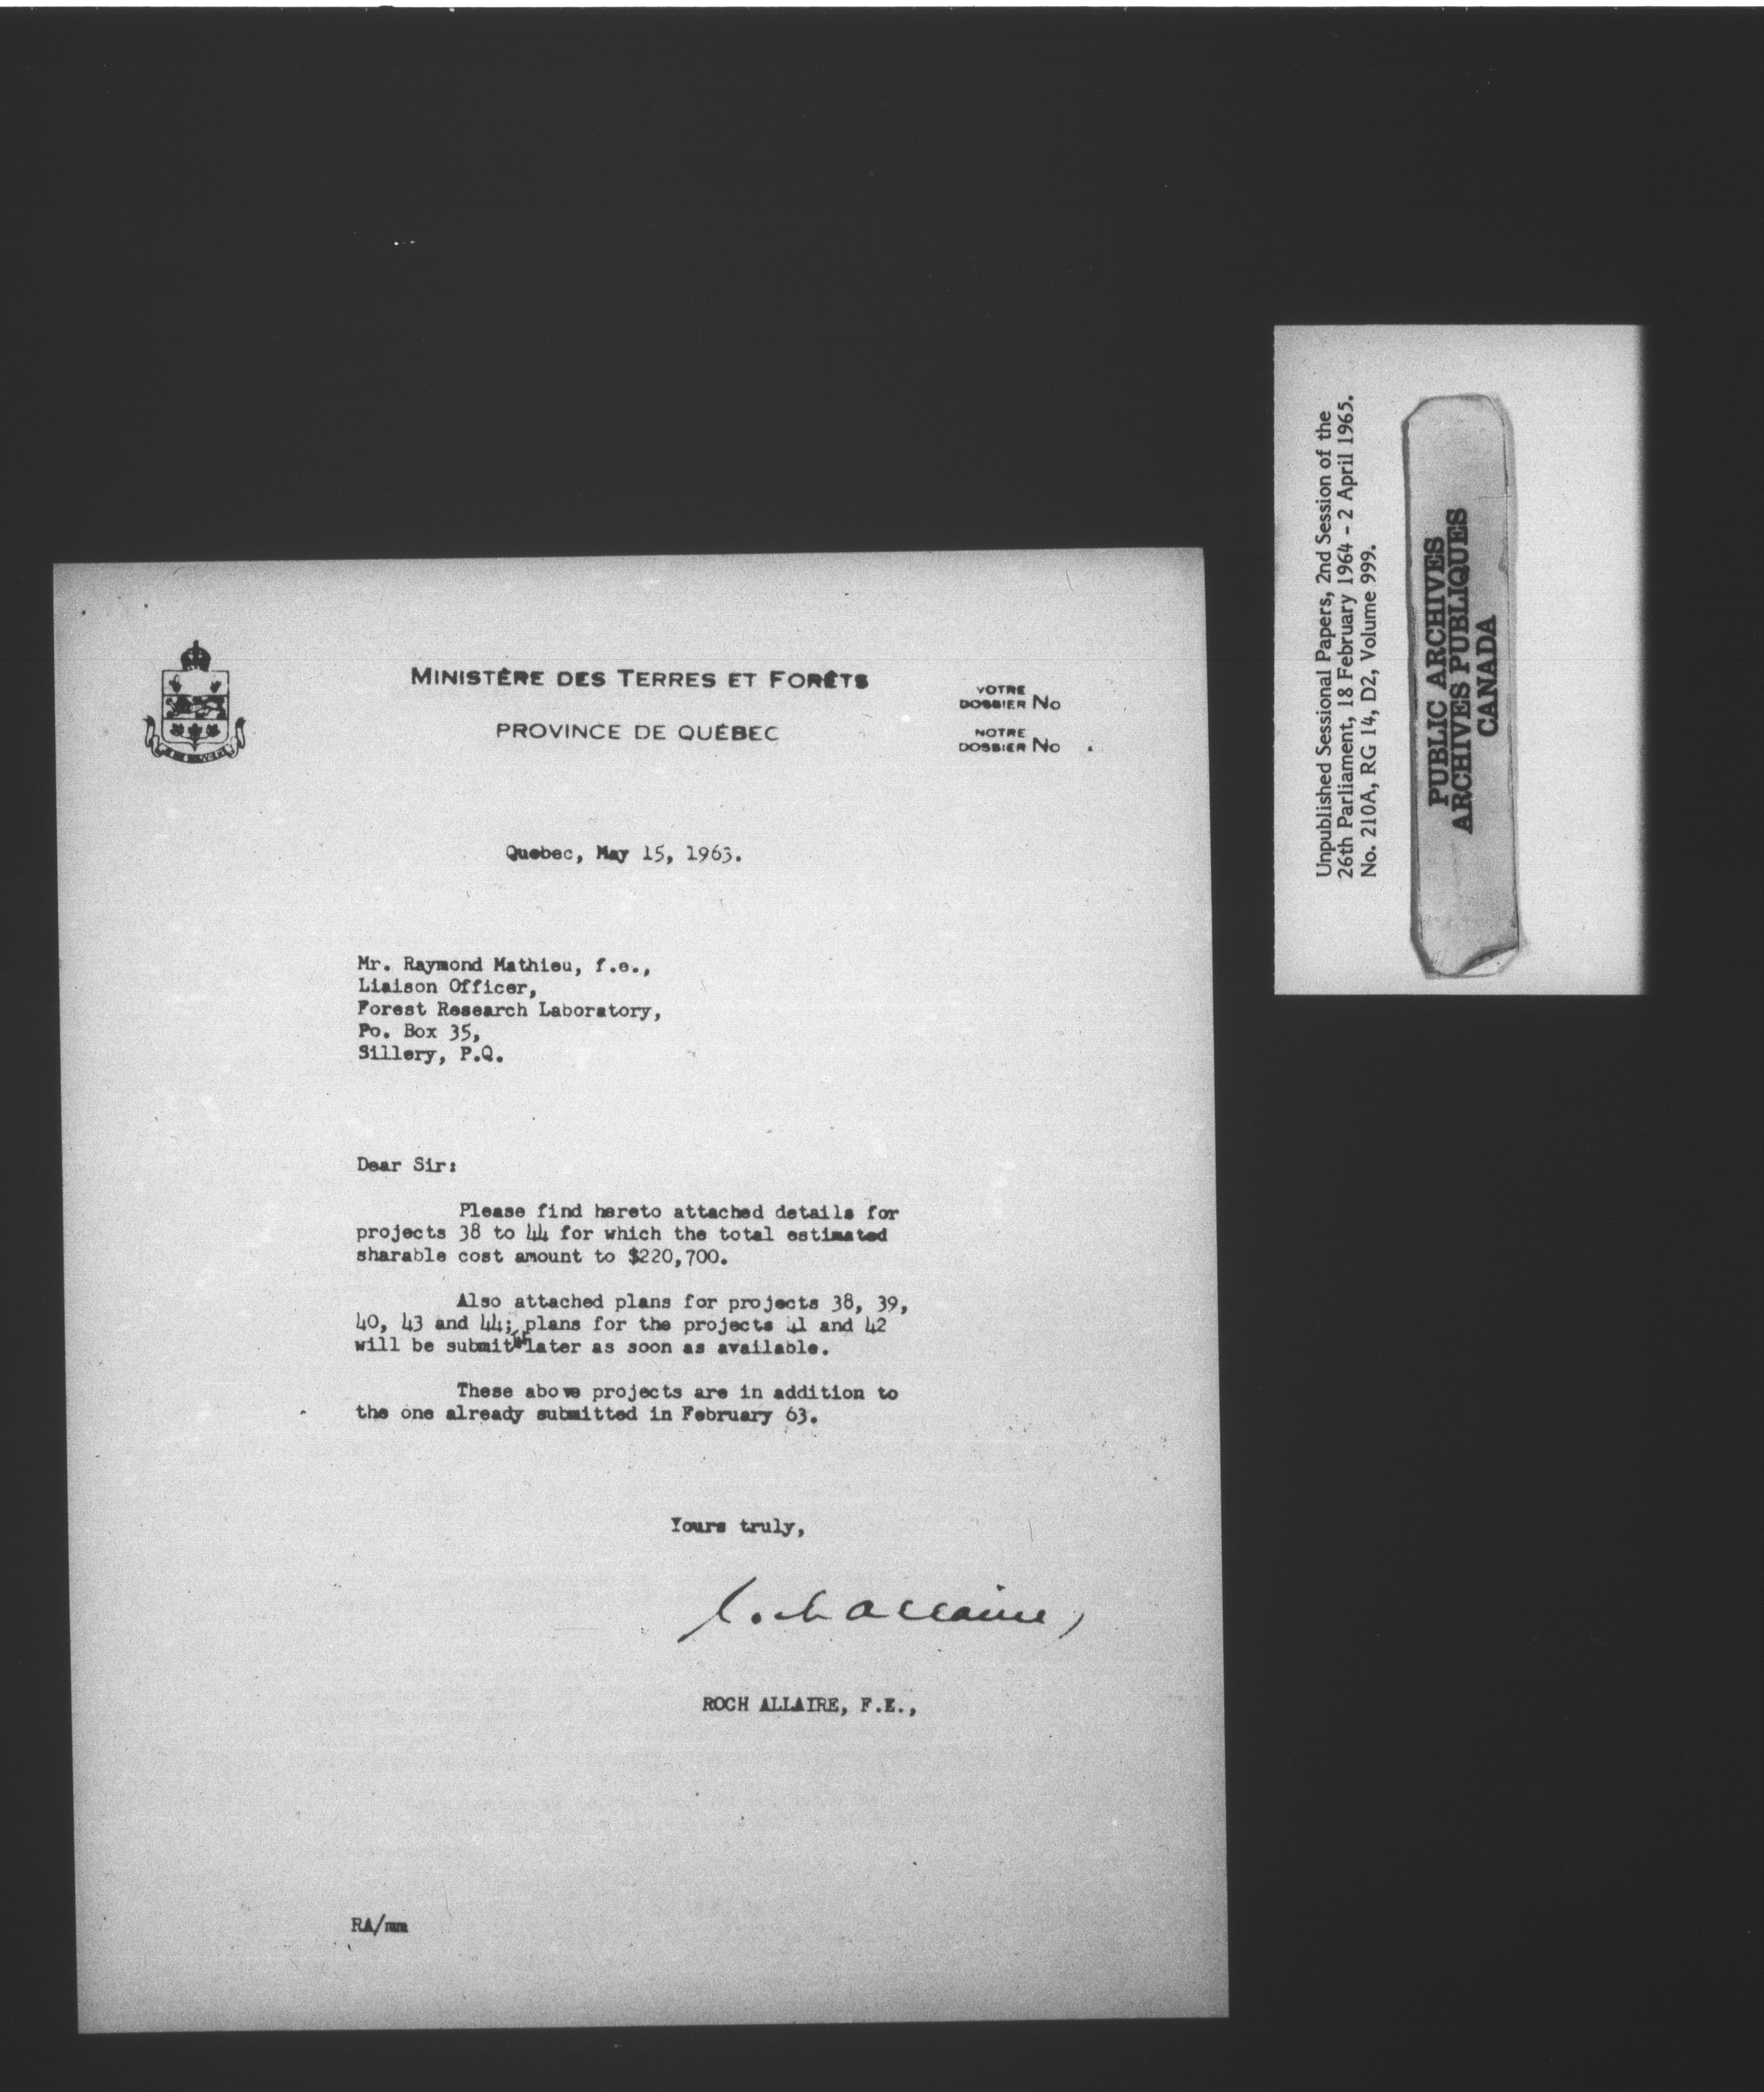 MINISTÈRE DES TERRES ET FORÊTS
PROVINCE DE QUÉBEC
VOTRE
DOSSIER No
NOTRE
DOSSIER No
Quebec, May 15, 1963.
Mr. Raymond Mathieu, f.e.,
Liaison Officer,
Forest Research Laboratory,
Po. Box 35,
Sillery, P.Q.
Dear Sir:
Please find hereto attached details for
projects 38 to 44 for which the total estimated
sharable cost amount to $220,700.
Also attached plans for projects 38, 39,
40, 43 and 44; plans for the projects 41 and 42
will be submit later as soon as available.
These above projects are in addition to
the one already submitted in February 63.
Yours truly,
Roch Allaire,
ROCH ALLAIRE, F.E.,
RA/mm
Unpublished Sessional Papers, 2nd Session of the
26th Parliament, 18 February 1964 - 2 April 1965.
No. 210A, RG 14, D2, Volume 999.
PUBLIC ARCHIVES
ARCHIVES PUBLIQUES
CANADA